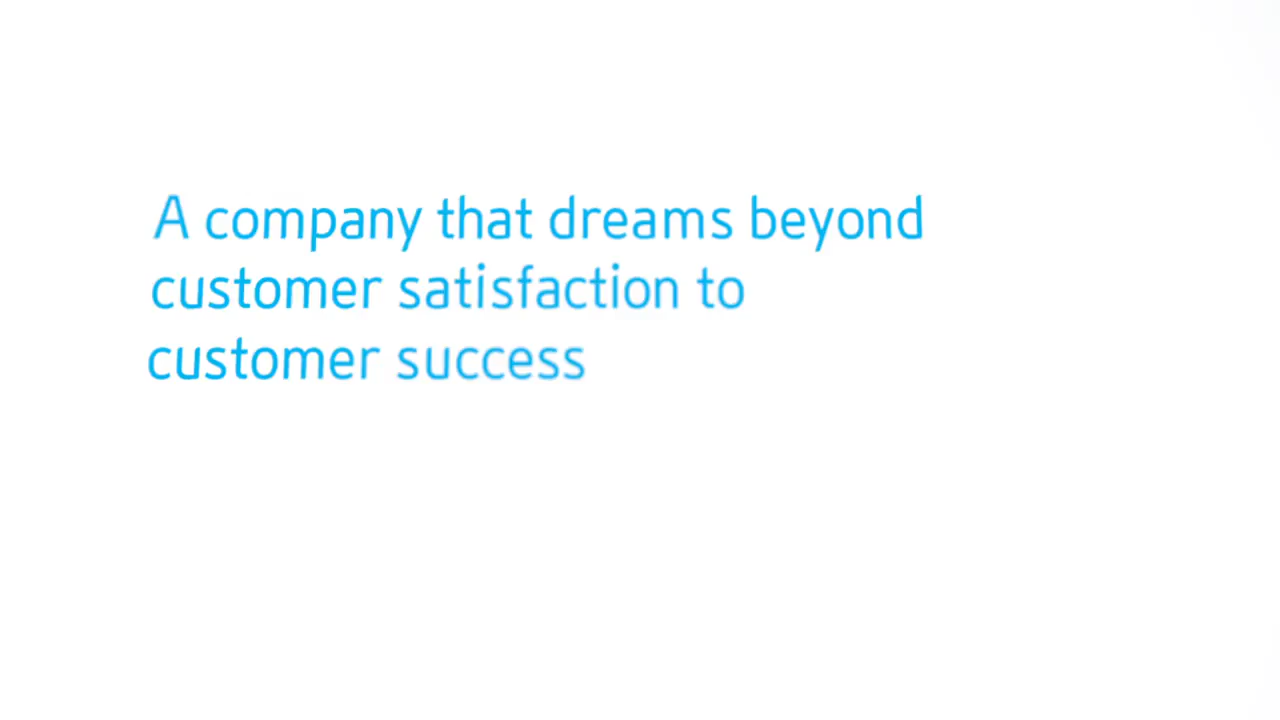 A company that dreams beyond
customer satisfaction to
customer success